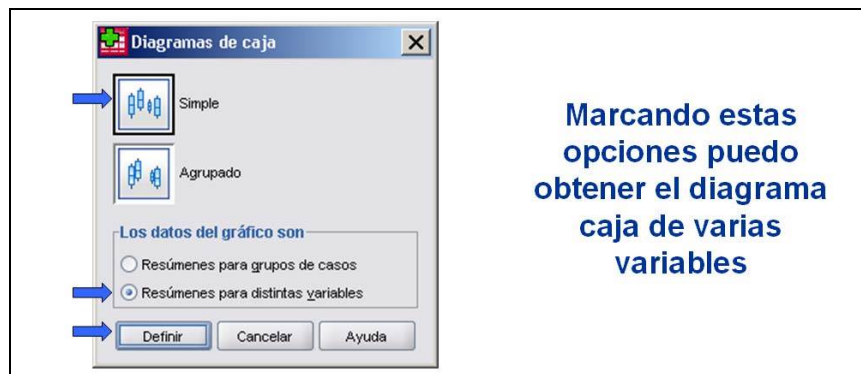 Diagramas de caja
Simple
Agrupado
Los datos del gráfico son
Resúmenes para grupos de casos
Resúmenes para distintas variables
Definir Cancelar Ayuda
Marcando estas
opciones puedo
obtener el diagrama
caja de varias
variables